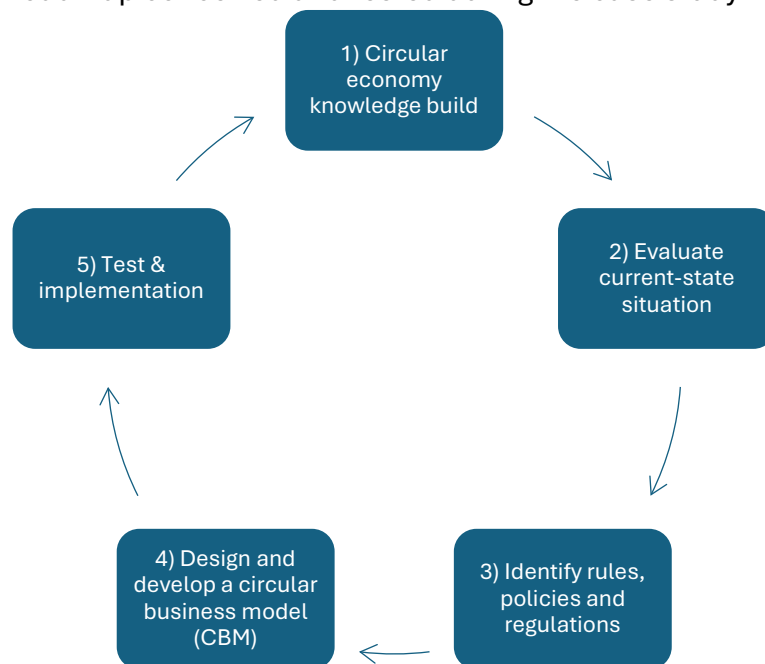 1) Circular
economy
knowledge build
2) Evaluate
current-state
situation
3) Identify rules,
policies and
regulations
4) Design and
develop a circular
business model
(CBM)
5) Test &
implementation